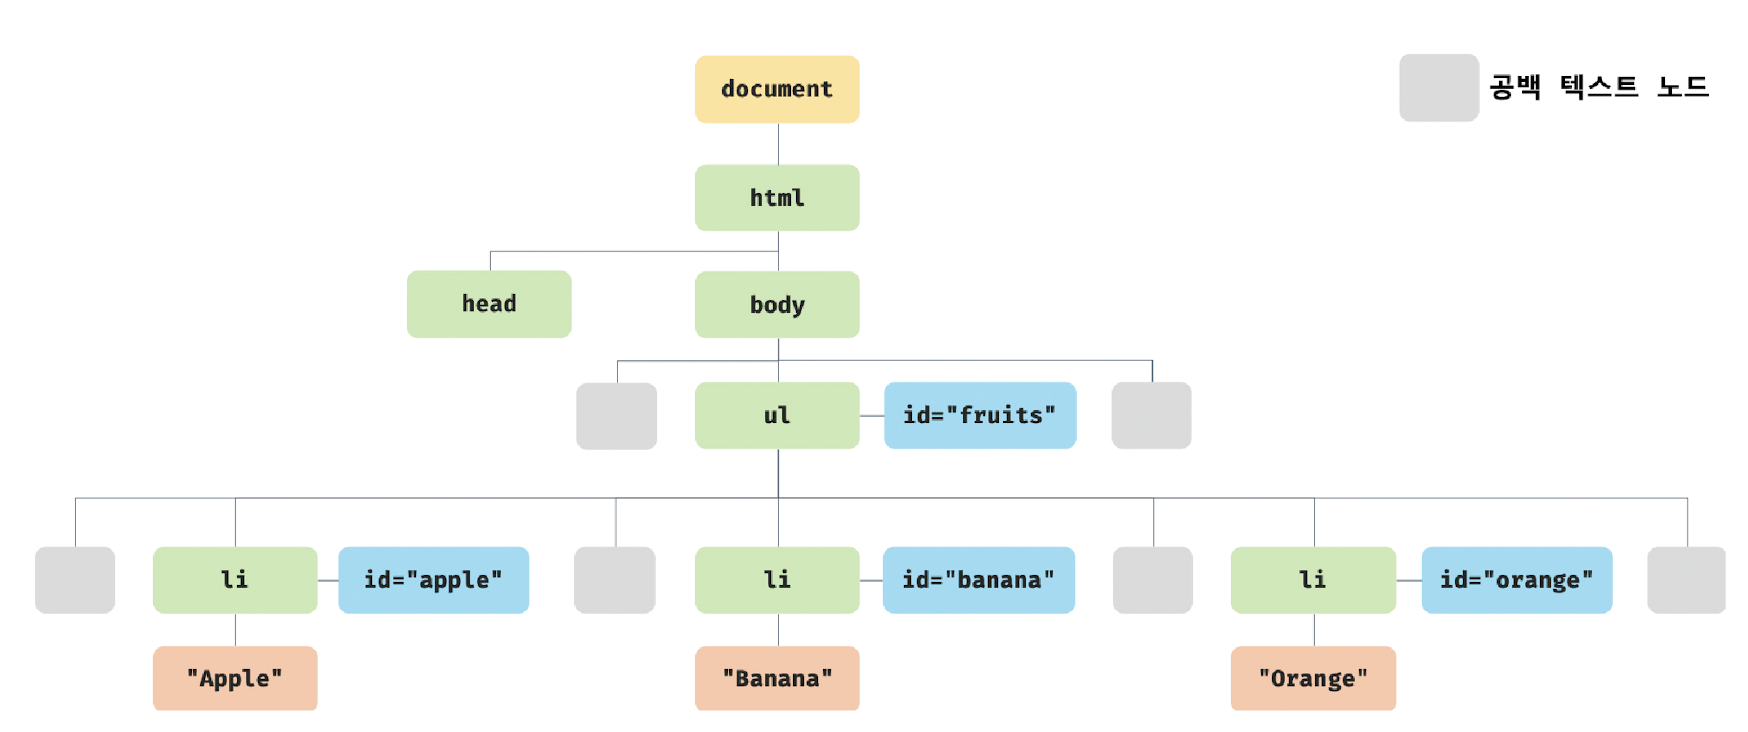 document
공백 텍스트 노드
html
head
body
ul
id="fruits"
li
id="apple"
li
id="banana"
li
id="orange"
"Apple"
"Banana"
"Orange"